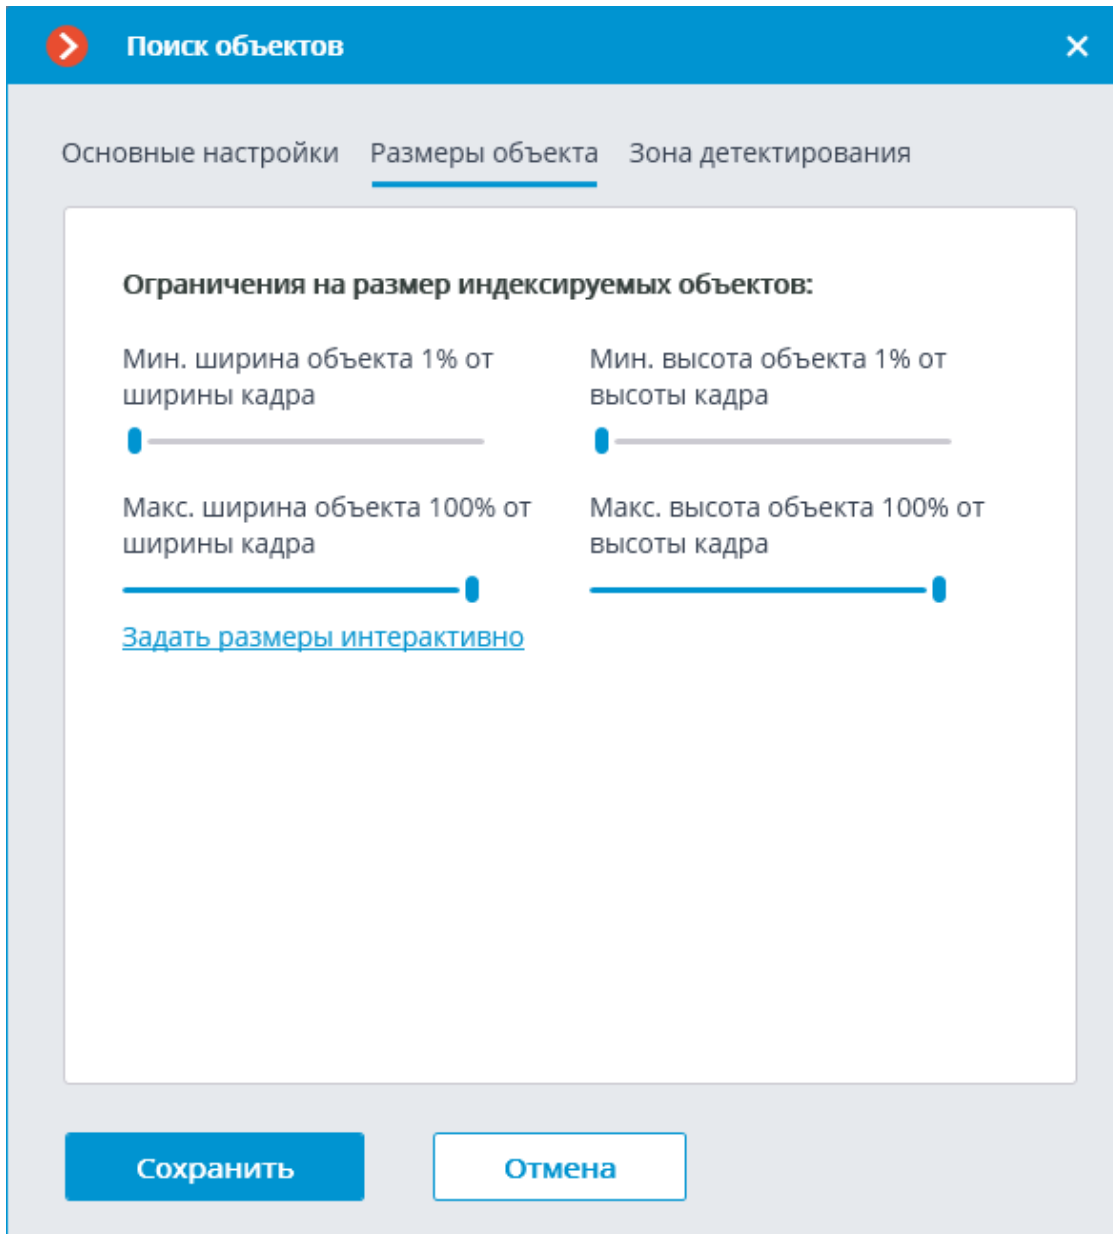 Поиск объектов
Основные настройки Размеры объекта Зона детектирования
Ограничения на размер индексируемых объектов:
Мин. ширина объекта 1% от
ширины кадра
Мин. высота объекта 1% от
высоты кадра
Макс. ширина объекта 100% от
ширины кадра
Макс. высота объекта 100% от
высоты кадра
Задать размеры интерактивно
Сохранить Отмена